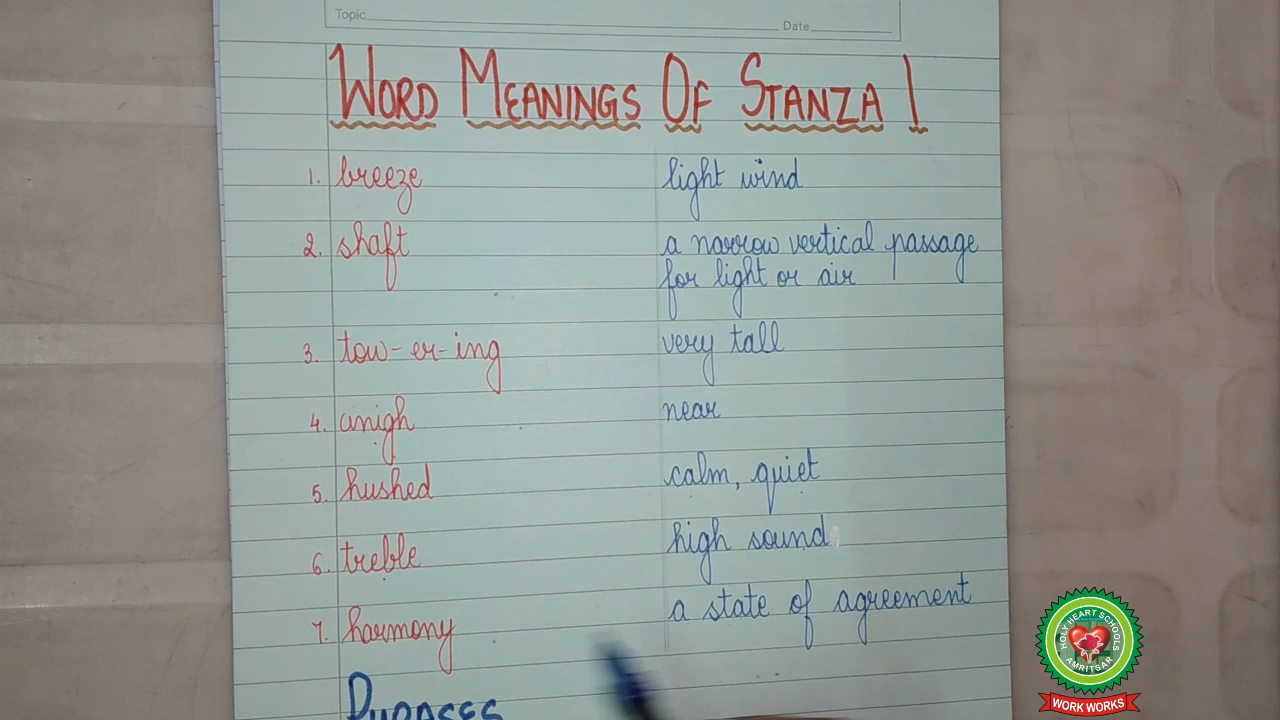 Topic Date
WORD MEANINGS OF STANZA 1
1. breeze light wind
2. shaft a narrow vertical passage
for light or air
3. tow-er-ing very tall
4. anigh near
5. hushed calm, quiet
6. treble high sound
7. harmony a state of agreement
PHRASES
HOLY HEART SCHOOLS
AMRITSAR
WORK WORKS